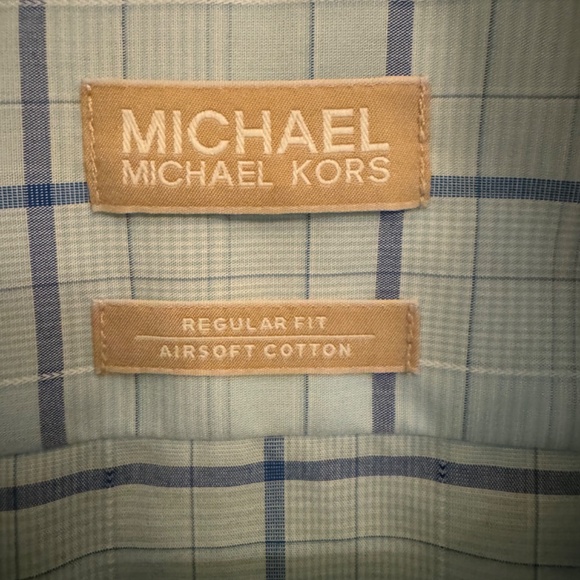 MICHAEL
MICHAEL KORS
REGULAR FIT
AIRSOFT COTTON